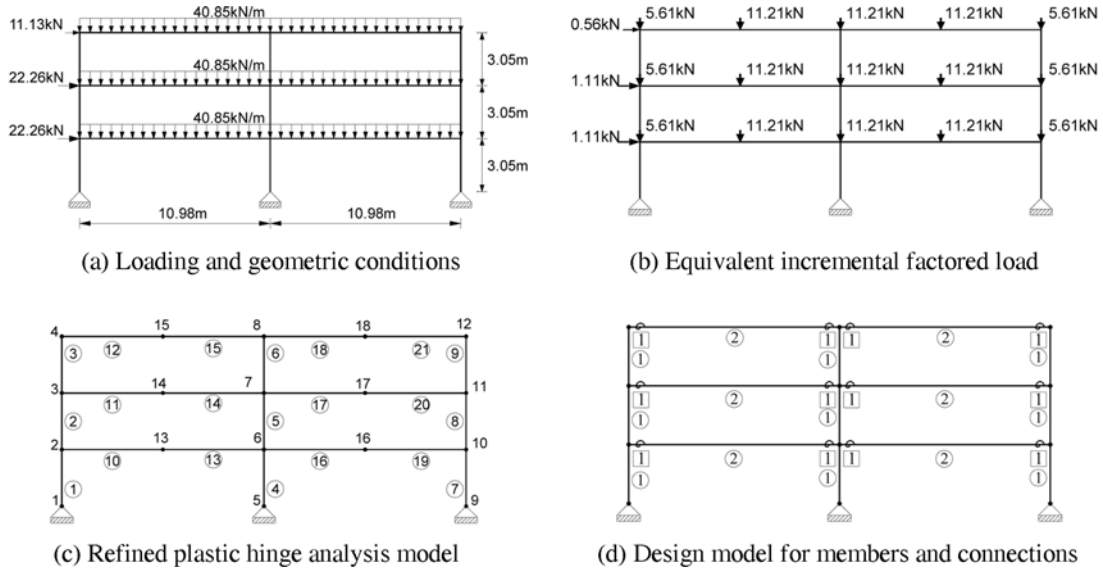 40.85kN/m
11.13kN
3.05m
40.85kN/m
22.26kN
3.05m
40.85kN/m
22.26kN
3.05m
10.98m 10.98m
(a) Loading and geometric conditions
5.61kN 11.21kN 11.21kN 11.21kN 5.61kN
0.56kN
5.61kN 11.21kN 11.21kN 11.21kN 5.61kN
1.11kN
5.61kN 11.21kN 11.21kN 11.21kN 5.61kN
1.11kN
(b) Equivalent incremental factored load
4 15 8 18 12
3 12 15 6 18 21 9
3 14 7 17 11
11 14 17 20
2 5 8
2 13 6 16 10
10 13 16 19
1 4 7
1 5 9
(c) Refined plastic hinge analysis model
1 2 1 1 2 1
1 1 1
1 2 1 1 2 1
1 1 1
1 2 1 1 2 1
1 1 1
(d) Design model for members and connections